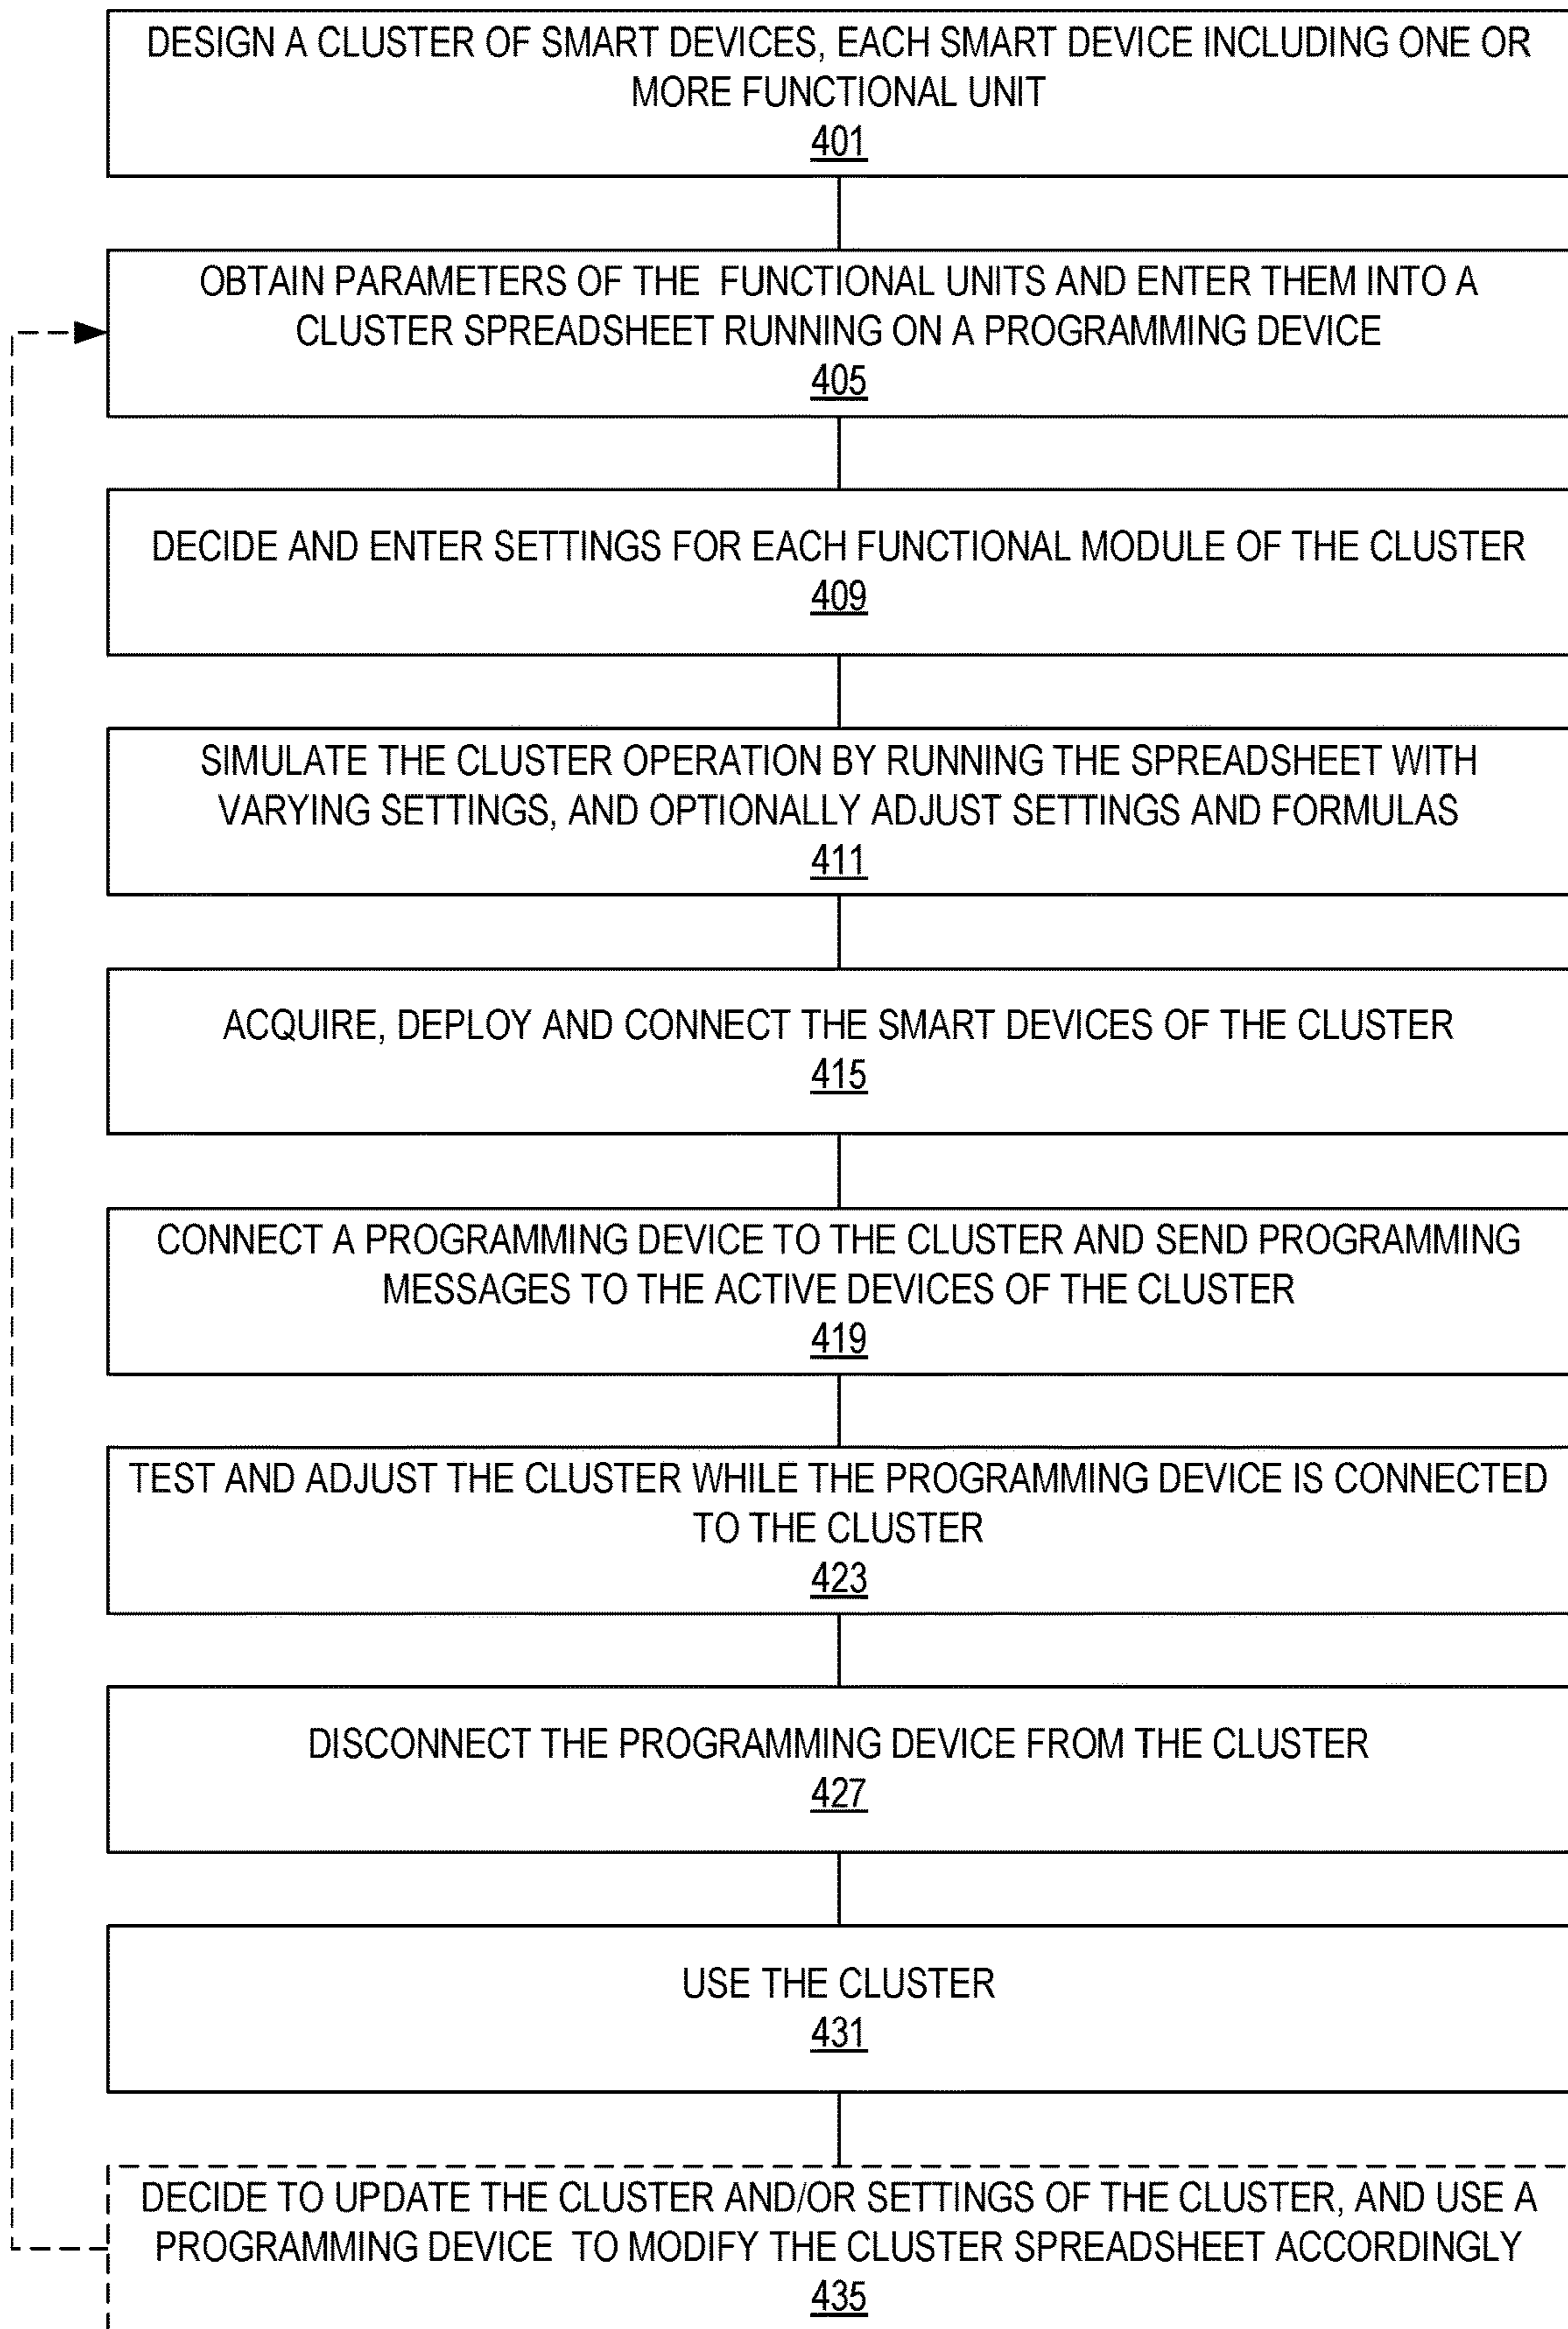 DESIGN A CLUSTER OF SMART DEVICES, EACH SMART DEVICE INCLUDING ONE OR
MORE FUNCTIONAL UNIT
401
OBTAIN PARAMETERS OF THE FUNCTIONAL UNITS AND ENTER THEM INTO A
CLUSTER SPREADSHEET RUNNING ON A PROGRAMMING DEVICE
405
DECIDE AND ENTER SETTINGS FOR EACH FUNCTIONAL MODULE OF THE CLUSTER
409
SIMULATE THE CLUSTER OPERATION BY RUNNING THE SPREADSHEET WITH
VARYING SETTINGS, AND OPTIONALLY ADJUST SETTINGS AND FORMULAS
411
ACQUIRE, DEPLOY AND CONNECT THE SMART DEVICES OF THE CLUSTER
415
CONNECT A PROGRAMMING DEVICE TO THE CLUSTER AND SEND PROGRAMMING
MESSAGES TO THE ACTIVE DEVICES OF THE CLUSTER
419
TEST AND ADJUST THE CLUSTER WHILE THE PROGRAMMING DEVICE IS CONNECTED
TO THE CLUSTER
423
DISCONNECT THE PROGRAMMING DEVICE FROM THE CLUSTER
427
USE THE CLUSTER
431
DECIDE TO UPDATE THE CLUSTER AND/OR SETTINGS OF THE CLUSTER, AND USE A
PROGRAMMING DEVICE TO MODIFY THE CLUSTER SPREADSHEET ACCORDINGLY
435